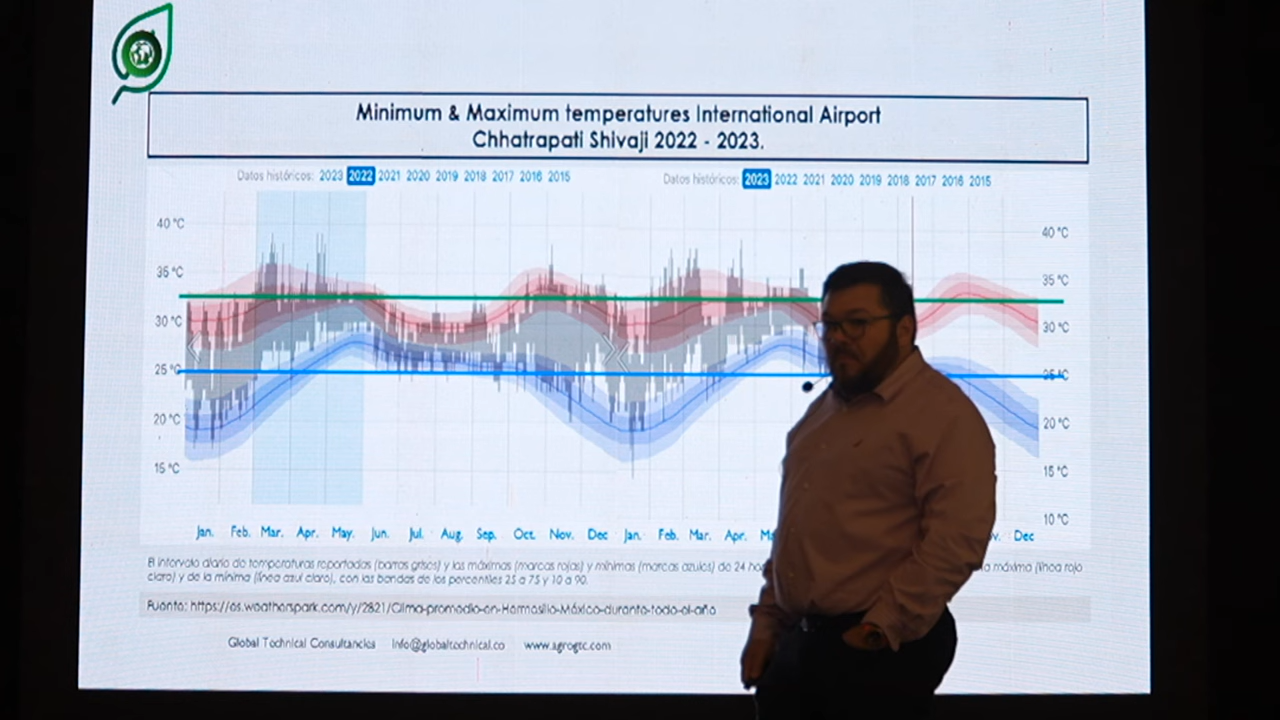 Minimum & Maximum temperatures International Airport
Chhatrapati Shivaji 2022 - 2023.
Datos históricos: 2023 2022 2021 2020 2019 2018 2017 2016 2015
Datos históricos: 2023 2022 2021 2020 2019 2018 2017 2016 2015
40 °C
35 °C
30 °C
25 °C
20 °C
15 °C
40 °C
35 °C
30 °C
25 °C
20 °C
15 °C
10 °C
Jan. Feb. Mar. Apr. May. Jun. Jul. Aug. Sep. Oct. Nov. Dec Jan. Feb. Mar. Apr. Dec
El intervalo diario de temperaturas reportadas (barras grises) y las máximas (marcas rojas) y mínimas (marcas azules) de 24 la máxima (línea rojo
claro) y de la mínima (línea azul claro), con las bandas de los percentiles 25 a 75 y 10 a 90.
Fuente: https://es.weatherspark.com/y/2821/Clima-promedio-en-Hermosillo-México-durante-todo-el-año
Global Technical Consultancies info@globaltechnical.co www.agrogtc.com